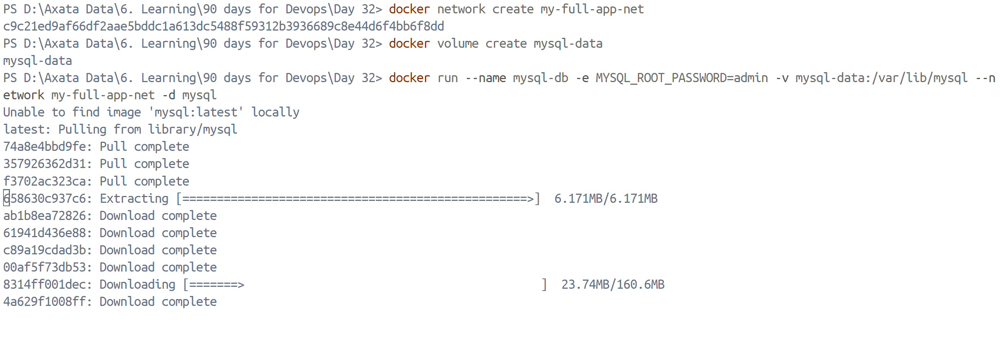 PS D:\Axata Data\6. Learning\90 days for Devops\Day 32> docker network create my-full-app-net
c9c21ed9af66df2aae5bddc1a613dc5488f59312b3936689c8e44d6f4bb6f8dd
PS D:\Axata Data\6. Learning\90 days for Devops\Day 32> docker volume create mysql-data
mysql-data
PS D:\Axata Data\6. Learning\90 days for Devops\Day 32> docker run --name mysql-db -e MYSQL_ROOT_PASSWORD=admin -v mysql-data:/var/lib/mysql --n
etwork my-full-app-net -d mysql
Unable to find image 'mysql:latest' locally
latest: Pulling from library/mysql
74a8e4bbd9fe: Pull complete
357926362d31: Pull complete
f3702ac323ca: Pull complete
658630c937c6: Extracting [==================================================>]  6.171MB/6.171MB
ab1b8ea72826: Download complete
61941d436e88: Download complete
c89a19cdad3b: Download complete
00af5f73db53: Download complete
8314ff001dec: Downloading [=======>                                           ]  23.74MB/160.6MB
4a629f1008ff: Download complete